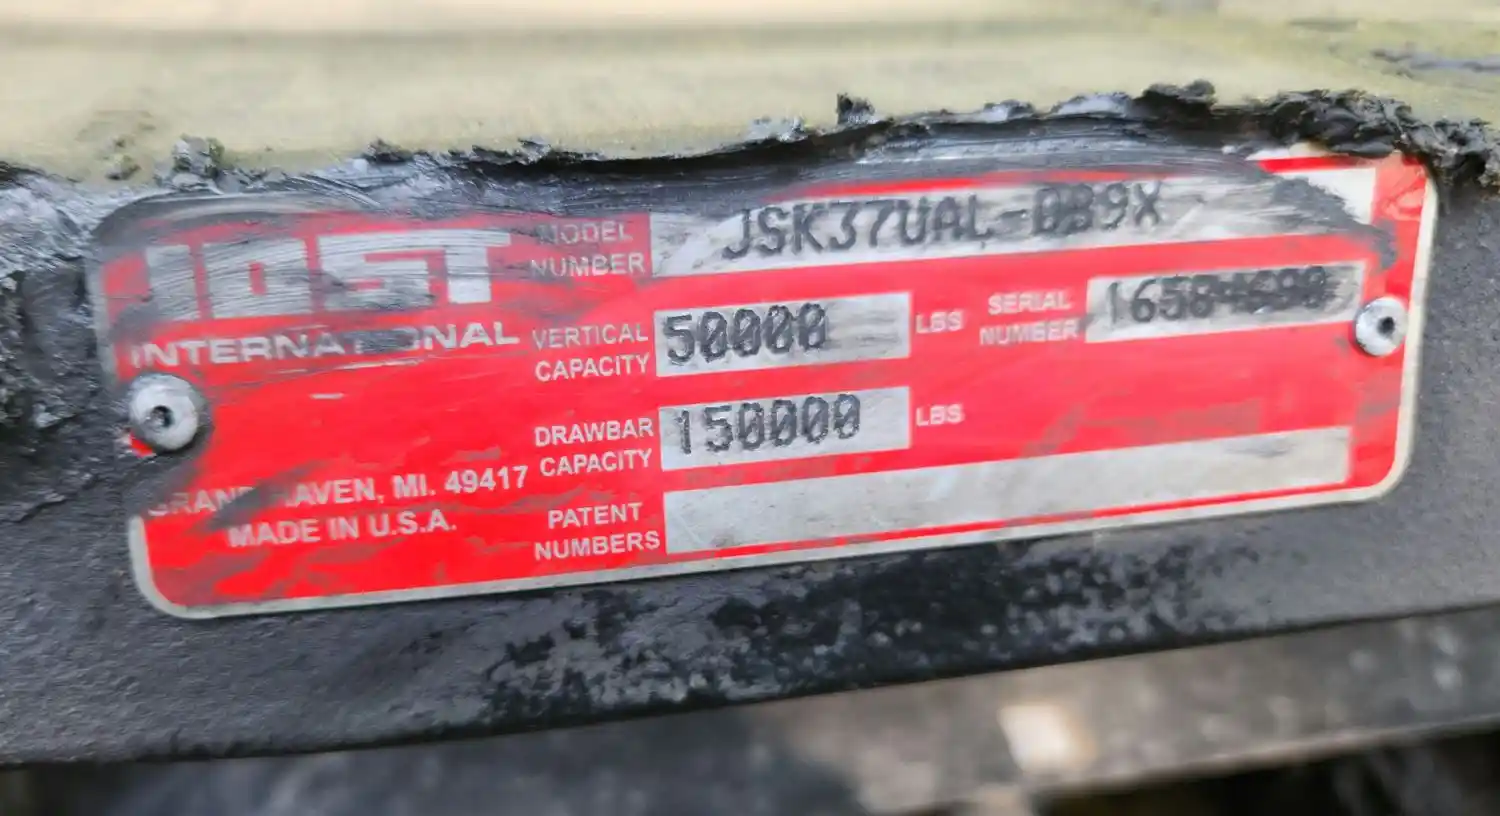 JOST
INTERNATIONAL
GRAND HAVEN, MI. 49417
MADE IN U.S.A.
MODEL NUMBER JSK37UAL-DB9X
VERTICAL CAPACITY 50000 LBS
SERIAL NUMBER
DRAWBAR CAPACITY 150000 LBS
PATENT NUMBERS